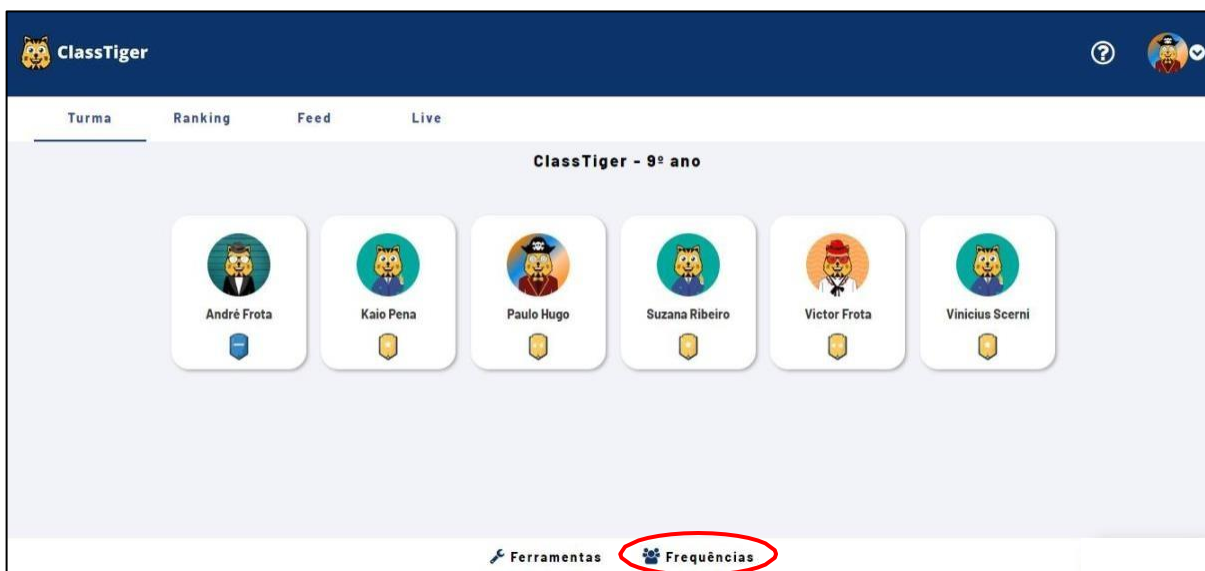 ClassTiger
Turma Ranking Feed Live
ClassTiger - 9º ano
André Frota Kaio Pena Paulo Hugo Suzana Ribeiro Victor Frota Vinicius Scerni
Ferramentas Frequências